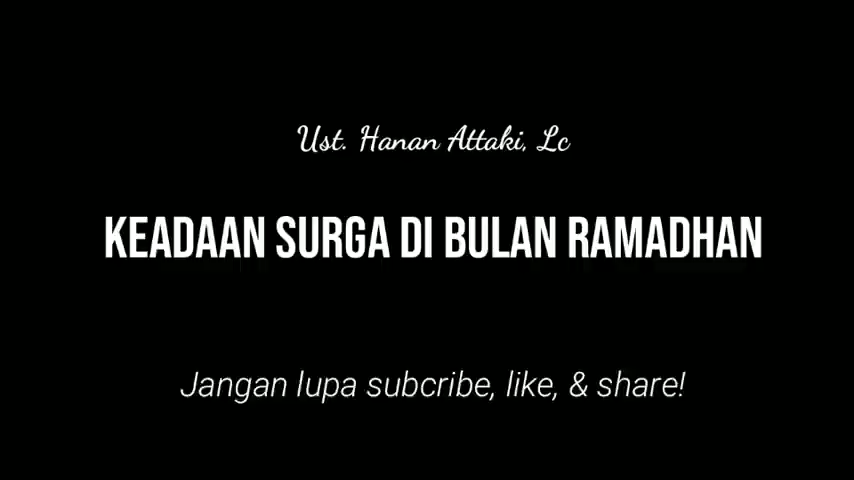 Ust. Hanan Attaki, Lc
KEADAAN SURGA DI BULAN RAMADHAN
Jangan lupa subcribe, like, & share!